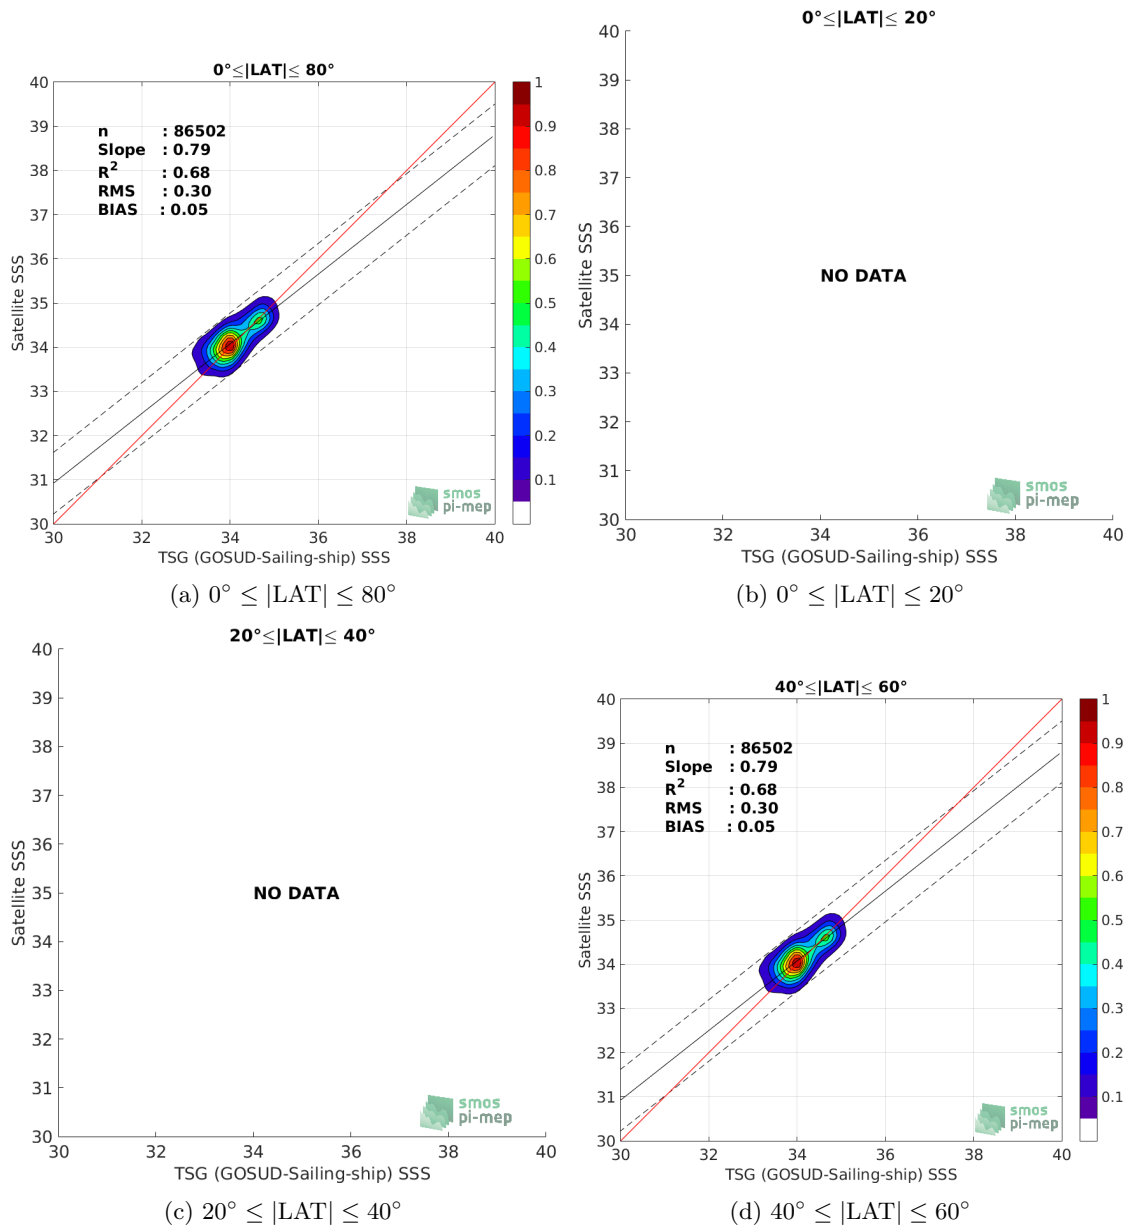 0°≤|LAT|≤ 80°
40
39
38
37
36
35
34
33
32
31
30
n : 86502
Slope : 0.79
R² : 0.68
RMS : 0.30
BIAS : 0.05
Satellite SSS
smos
pi-mep
30 32 34 36 38 40
TSG (GOSUD-Sailing-ship) SSS
1
0.9
0.8
0.7
0.6
0.5
0.4
0.3
0.2
0.1
(a) 0° ≤ |LAT| ≤ 80°
0°≤|LAT|≤ 20°
40
39
38
37
36
35
34
33
32
31
30
Satellite SSS
NO DATA
smos
pi-mep
30 32 34 36 38 40
TSG (GOSUD-Sailing-ship) SSS
(b) 0° ≤ |LAT| ≤ 20°
20°≤|LAT|≤ 40°
40
39
38
37
36
35
34
33
32
31
30
Satellite SSS
NO DATA
smos
pi-mep
30 32 34 36 38 40
TSG (GOSUD-Sailing-ship) SSS
(c) 20° ≤ |LAT| ≤ 40°
40°≤|LAT|≤ 60°
40
39
38
37
36
35
34
33
32
31
30
n : 86502
Slope : 0.79
R² : 0.68
RMS : 0.30
BIAS : 0.05
Satellite SSS
smos
pi-mep
30 32 34 36 38 40
TSG (GOSUD-Sailing-ship) SSS
1
0.9
0.8
0.7
0.6
0.5
0.4
0.3
0.2
0.1
(d) 40° ≤ |LAT| ≤ 60°